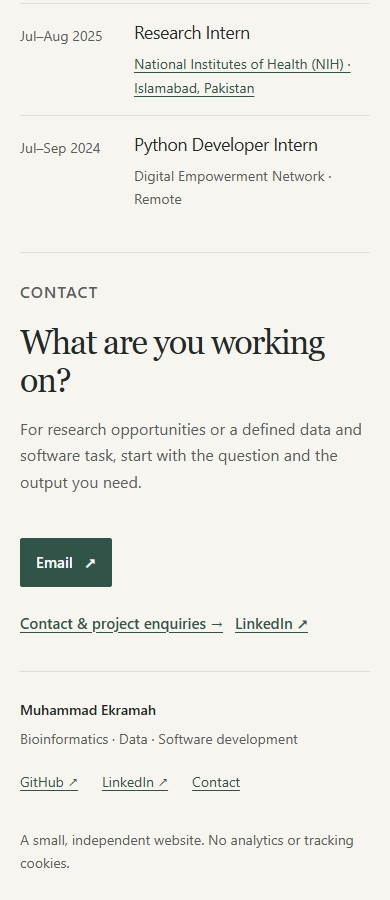 Jul–Aug 2025
Research Intern
National Institutes of Health (NIH) ·
Islamabad, Pakistan
Jul–Sep 2024
Python Developer Intern
Digital Empowerment Network ·
Remote
CONTACT
What are you working
on?
For research opportunities or a defined data and
software task, start with the question and the
output you need.
Email ↗
Contact & project enquiries → LinkedIn ↗
Muhammad Ekramah
Bioinformatics · Data · Software development
GitHub ↗ LinkedIn ↗ Contact
A small, independent website. No analytics or tracking
cookies.